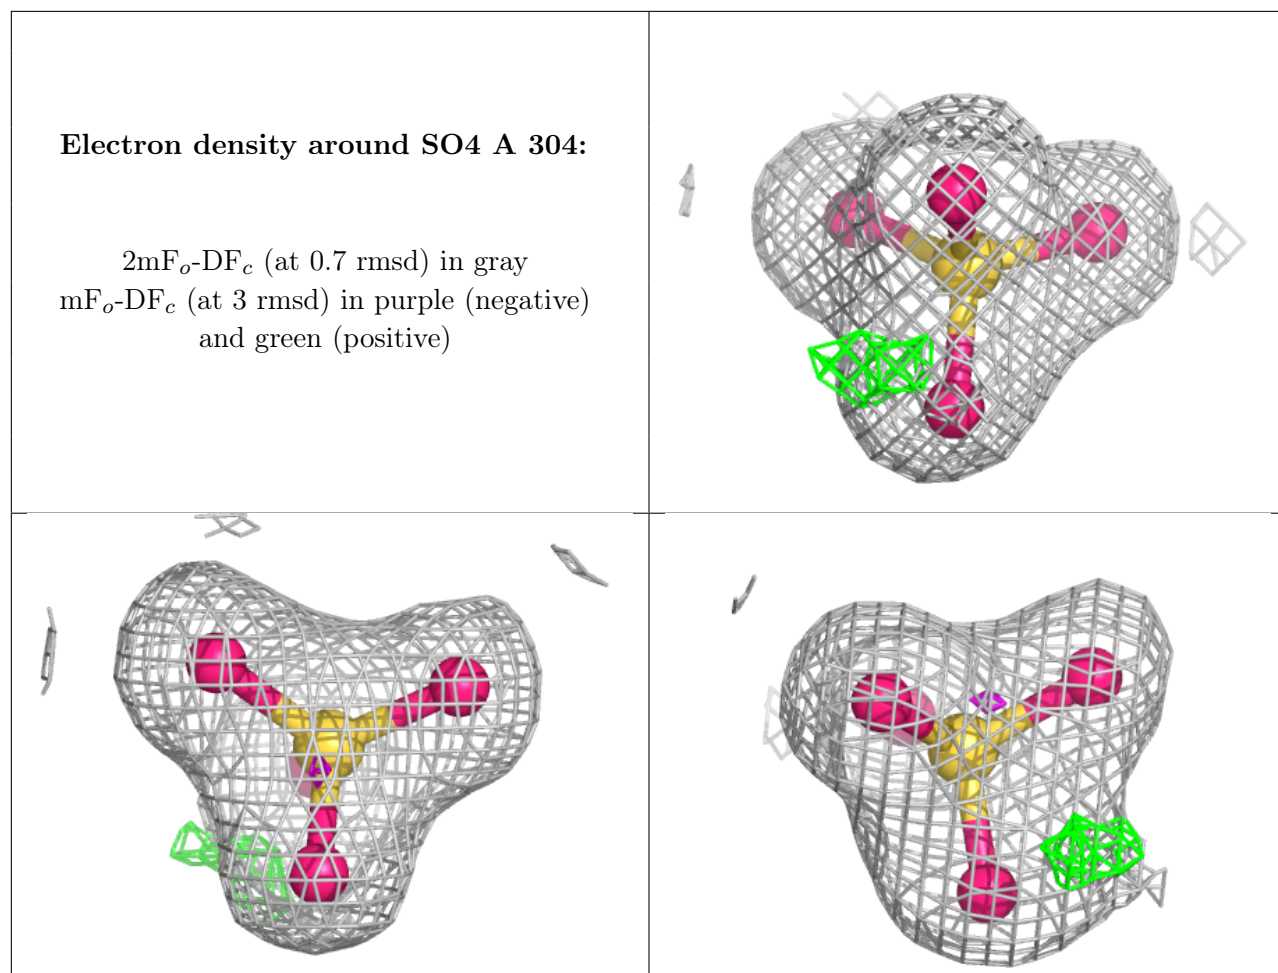 Electron density around SO4 A 304:
2mFₒ-DF𝒸 (at 0.7 rmsd) in gray
mFₒ-DF𝒸 (at 3 rmsd) in purple (negative)
and green (positive)